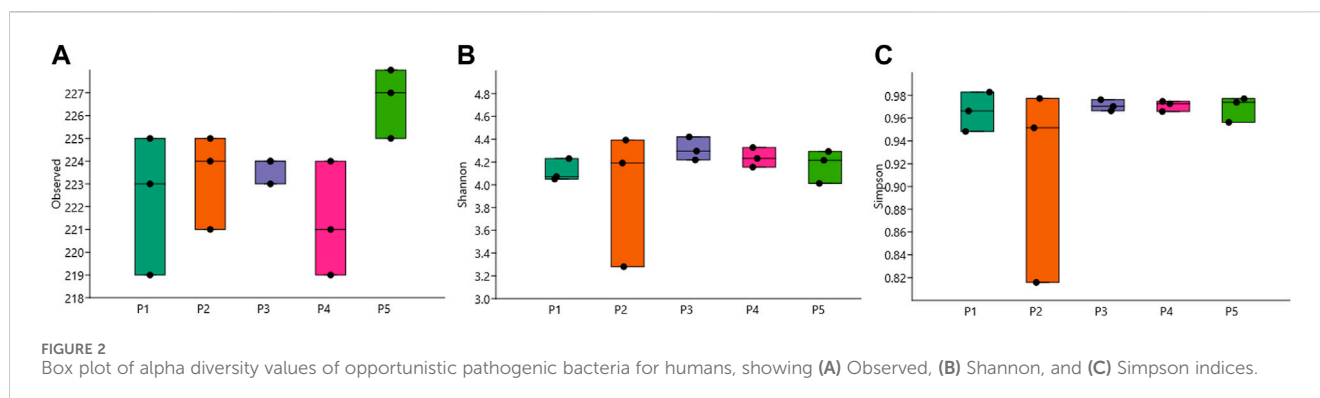 A
Observed
227
226
225
224
223
222
221
220
219
218
P1
P2
P3
P4
P5
B
Shannon
4.8
4.6
4.4
4.2
4.0
3.8
3.6
3.4
3.2
3.0
P1
P2
P3
P4
P5
C
Simpson
0.98
0.96
0.94
0.92
0.90
0.88
0.86
0.84
0.82
P1
P2
P3
P4
P5
FIGURE 2
Box plot of alpha diversity values of opportunistic pathogenic bacteria for humans, showing (A) Observed, (B) Shannon, and (C) Simpson indices.